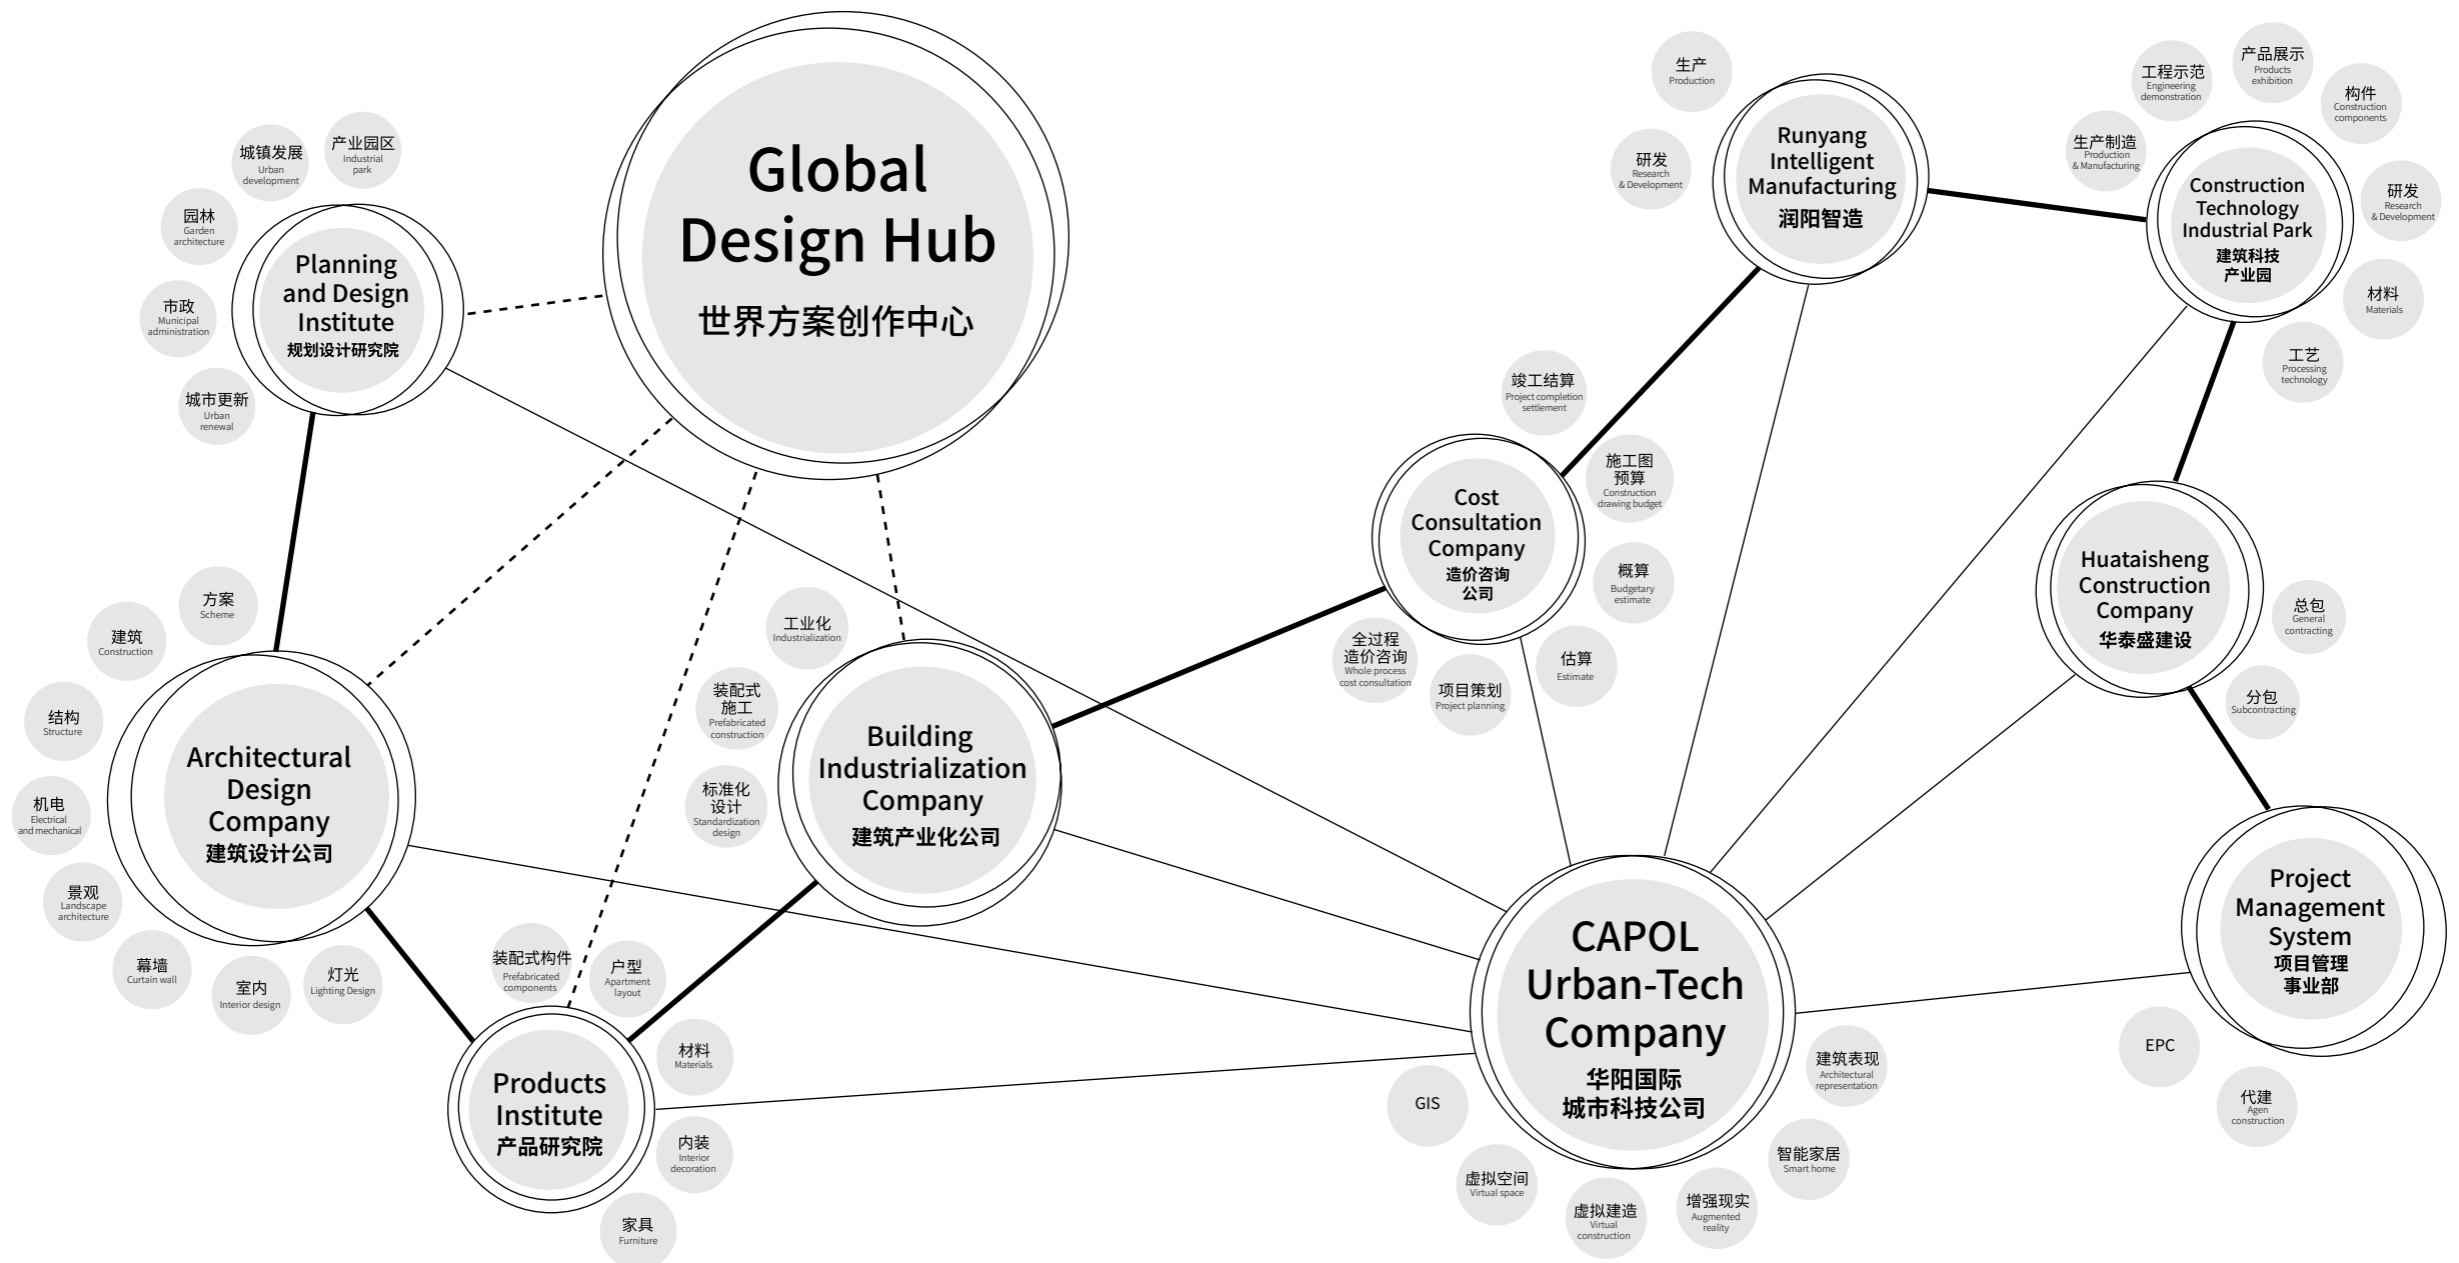 Global
Design Hub
世界方案创作中心
产业园区
Industrial
park
城镇发展
Urban
development
园林
Garden
architecture
市政
Municipal
administration
城市更新
Urban
renewal
Planning
and Design
Institute
规划设计研究院
方案
Scheme
建筑
Construction
结构
Structure
机电
Electrical
and mechanical
景观
Landscape
architecture
幕墙
Curtain wall
室内
Interior design
灯光
Lighting Design
Architectural
Design
Company
建筑设计公司
装配式构件
Prefabricated
components
户型
Apartment
layout
材料
Materials
内装
Interior
decoration
家具
Furniture
Products
Institute
产品研究院
工业化
Industrialization
装配式
施工
Prefabricated
construction
标准化
设计
Standardization
design
Building
Industrialization
Company
建筑产业化公司
竣工结算
Project completion
settlement
施工图
预算
Construction
drawing budget
概算
Budgetary
estimate
估算
Estimate
项目策划
Project planning
全过程
造价咨询
Whole process
cost consultation
Cost
Consultation
Company
造价咨询
公司
生产
Production
研发
Research
& Development
Runyang
Intelligent
Manufacturing
润阳智造
生产制造
Production
& Manufacturing
工程示范
Engineering
demonstration
产品展示
Products
exhibition
构件
Construction
components
研发
Research
& Development
材料
Materials
工艺
Processing
technology
Construction
Technology
Industrial Park
建筑科技
产业园
Huataisheng
Construction
Company
华泰盛建设
总包
General
contracting
分包
Subcontracting
Project
Management
System
项目管理
事业部
EPC
代建
Agen
construction
CAPOL
Urban-Tech
Company
华阳国际
城市科技公司
GIS
虚拟空间
Virtual space
虚拟建造
Virtual
construction
增强现实
Augmented
reality
智能家居
Smart home
建筑表现
Architectural
representation